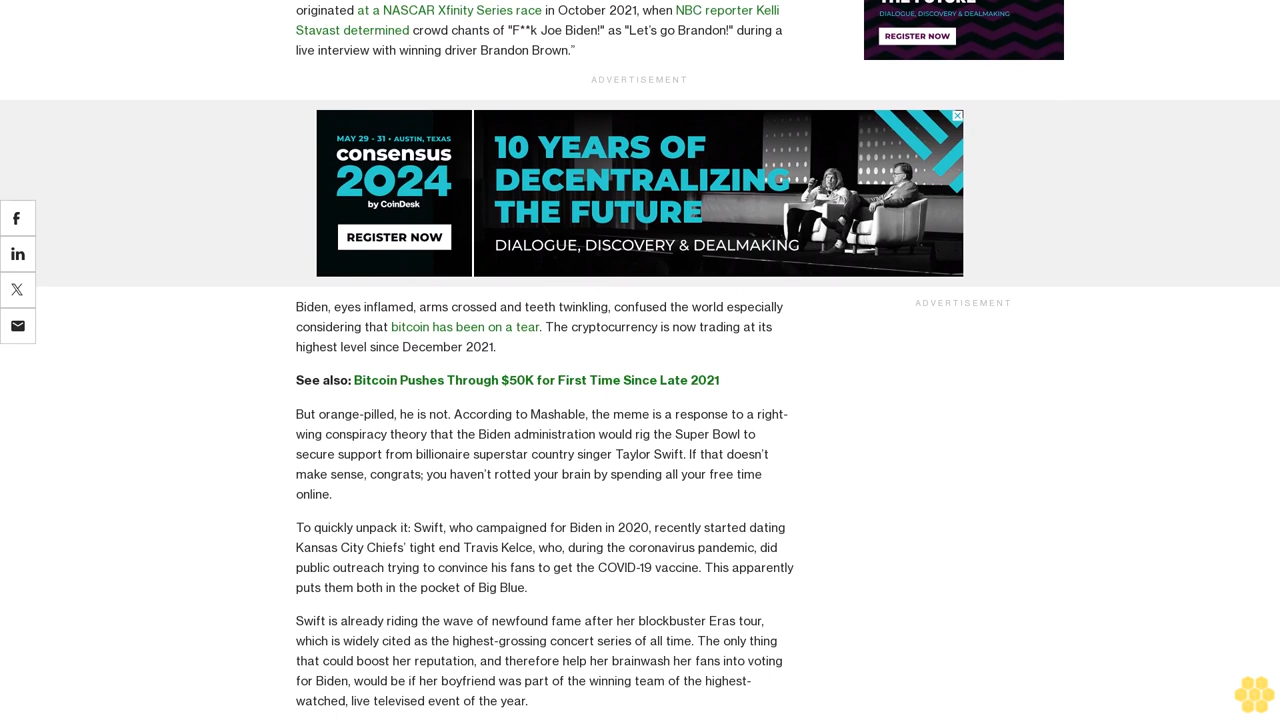 originated at a NASCAR Xfinity Series race in October 2021, when NBC reporter Kelli
Stavast determined crowd chants of "F**k Joe Biden!" as "Let's go Brandon!" during a
live interview with winning driver Brandon Brown.”
DIALOGUE, DISCOVERY & DEALMAKING
REGISTER NOW
ADVERTISEMENT
MAY 29 - 31 • AUSTIN, TEXAS
consensus
2024
by CoinDesk
REGISTER NOW
10 YEARS OF
DECENTRALIZING
THE FUTURE
DIALOGUE, DISCOVERY & DEALMAKING
ADVERTISEMENT
Biden, eyes inflamed, arms crossed and teeth twinkling, confused the world especially
considering that bitcoin has been on a tear. The cryptocurrency is now trading at its
highest level since December 2021.
See also: Bitcoin Pushes Through $50K for First Time Since Late 2021
But orange-pilled, he is not. According to Mashable, the meme is a response to a right-
wing conspiracy theory that the Biden administration would rig the Super Bowl to
secure support from billionaire superstar country singer Taylor Swift. If that doesn’t
make sense, congrats; you haven’t rotted your brain by spending all your free time
online.
To quickly unpack it: Swift, who campaigned for Biden in 2020, recently started dating
Kansas City Chiefs’ tight end Travis Kelce, who, during the coronavirus pandemic, did
public outreach trying to convince his fans to get the COVID-19 vaccine. This apparently
puts them both in the pocket of Big Blue.
Swift is already riding the wave of newfound fame after her blockbuster Eras tour,
which is widely cited as the highest-grossing concert series of all time. The only thing
that could boost her reputation, and therefore help her brainwash her fans into voting
for Biden, would be if her boyfriend was part of the winning team of the highest-
watched, live televised event of the year.